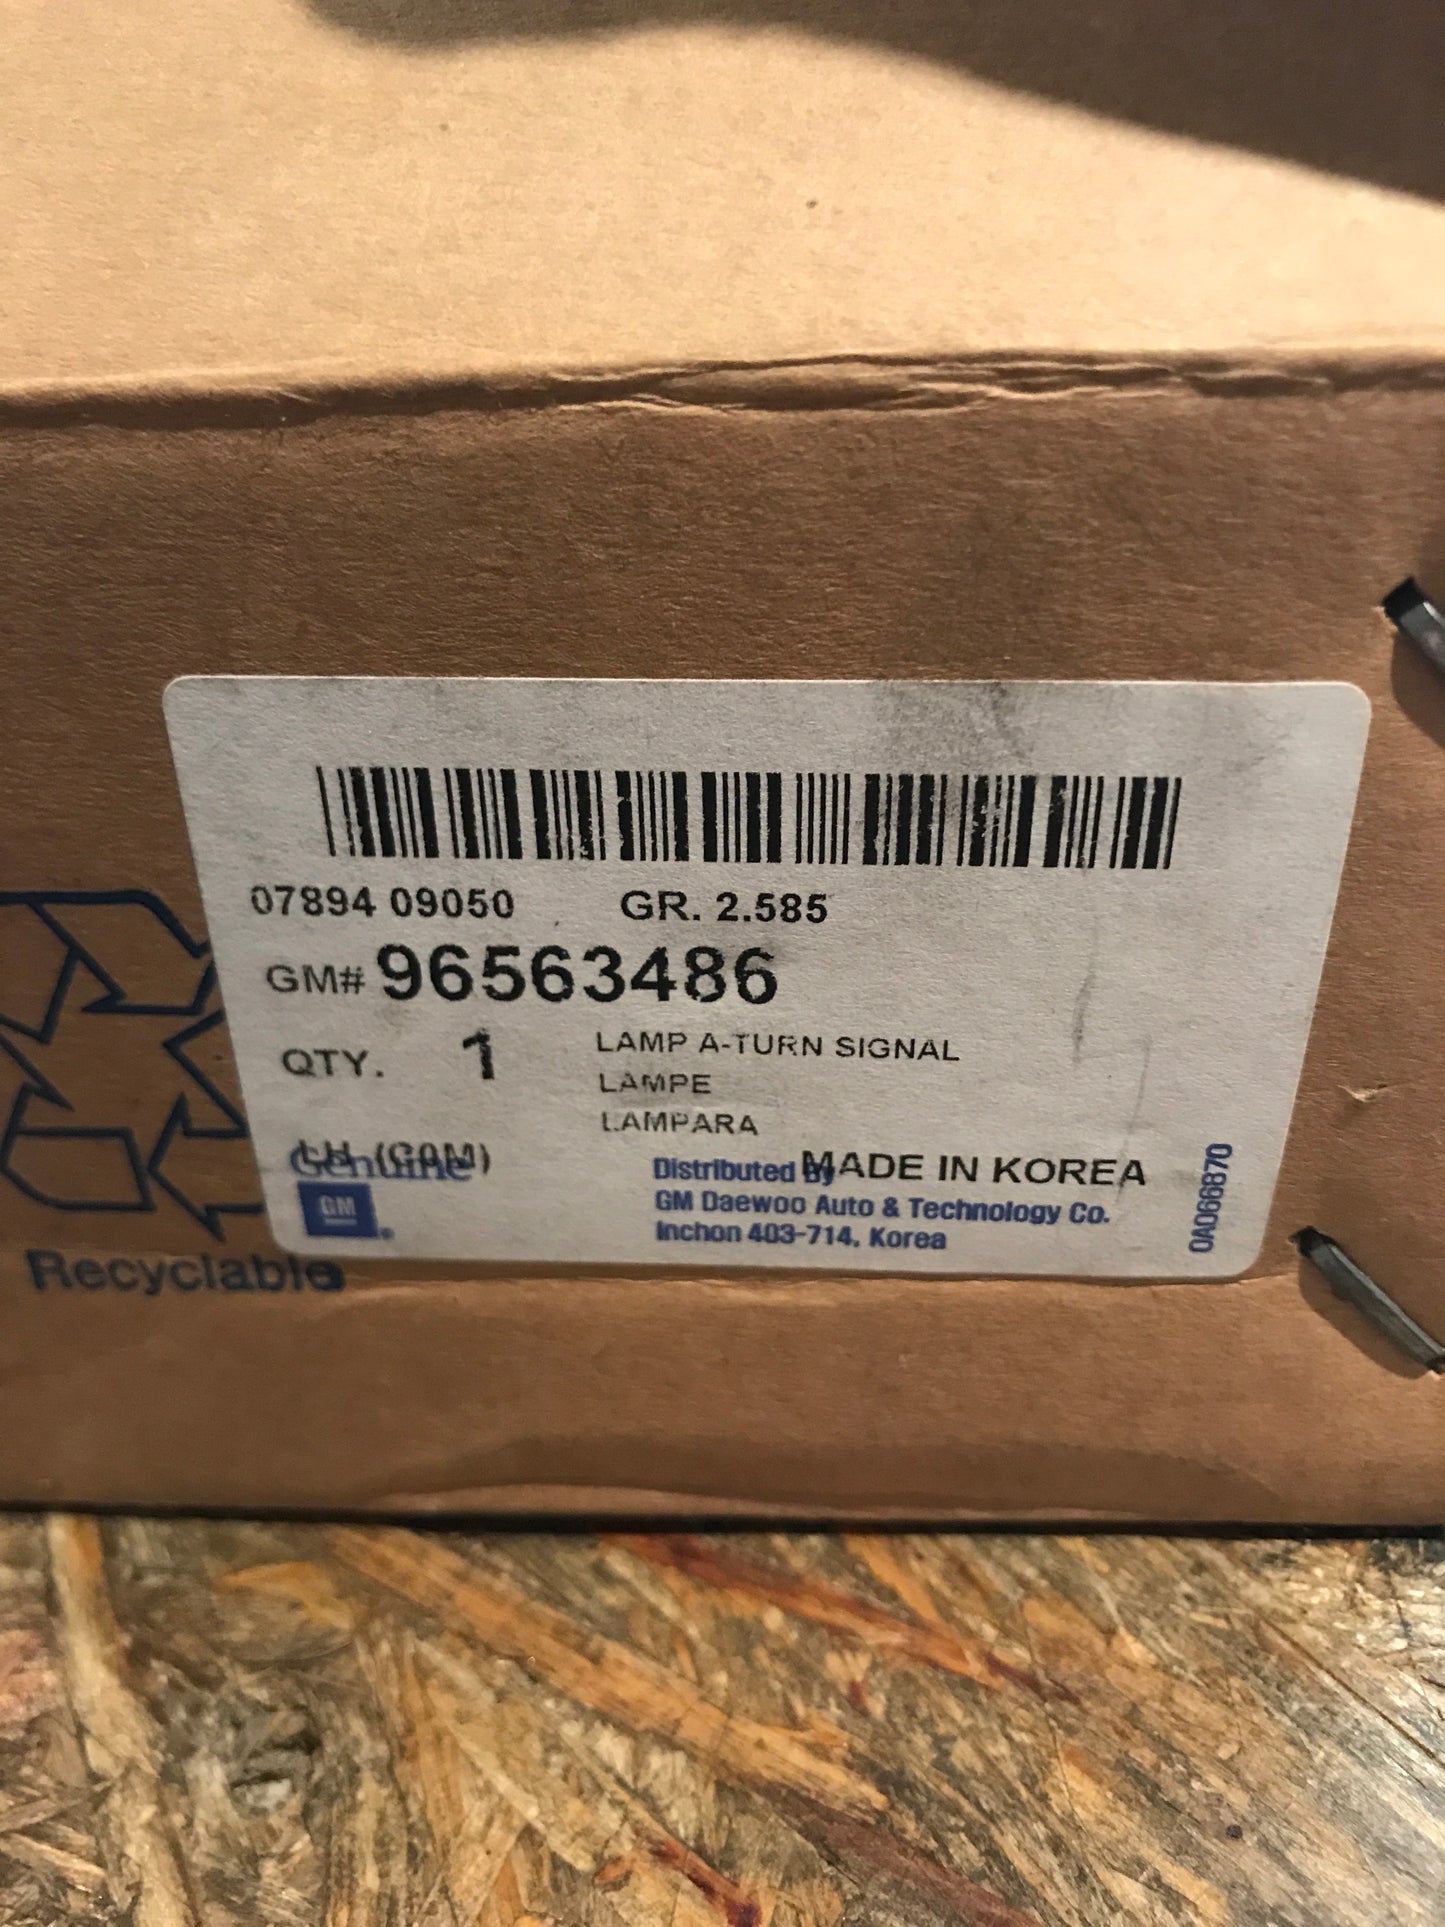 07894 09050 GR. 2.585
GM# 96563486
QTY. 1 LAMP A-TURN SIGNAL
LAMPE
LAMPARA
LH (G0M) MADE IN KOREA
Genuine Distributed By
GM Daewoo Auto & Technology Co.
GM ®
Inchon 403-714, Korea
0A066870
Recyclable